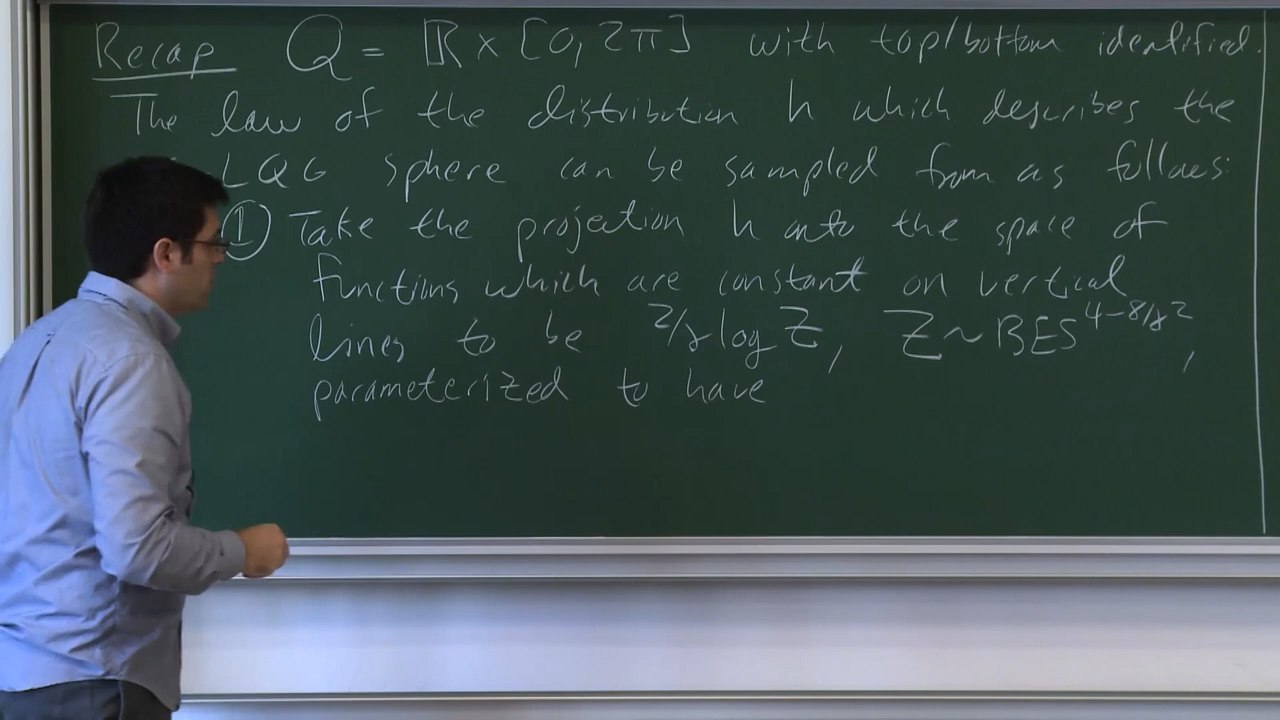 Recap Q = ℝ × [0, 2π] with top/bottom identified.
The law of the distribution h which describes the
LQG sphere can be sampled from as follows:
① Take the projection h onto the space of
functions which are constant on vertical
lines to be 2/γ log Z, Z ~ BES^{4-8/γ^2},
parameterized to have